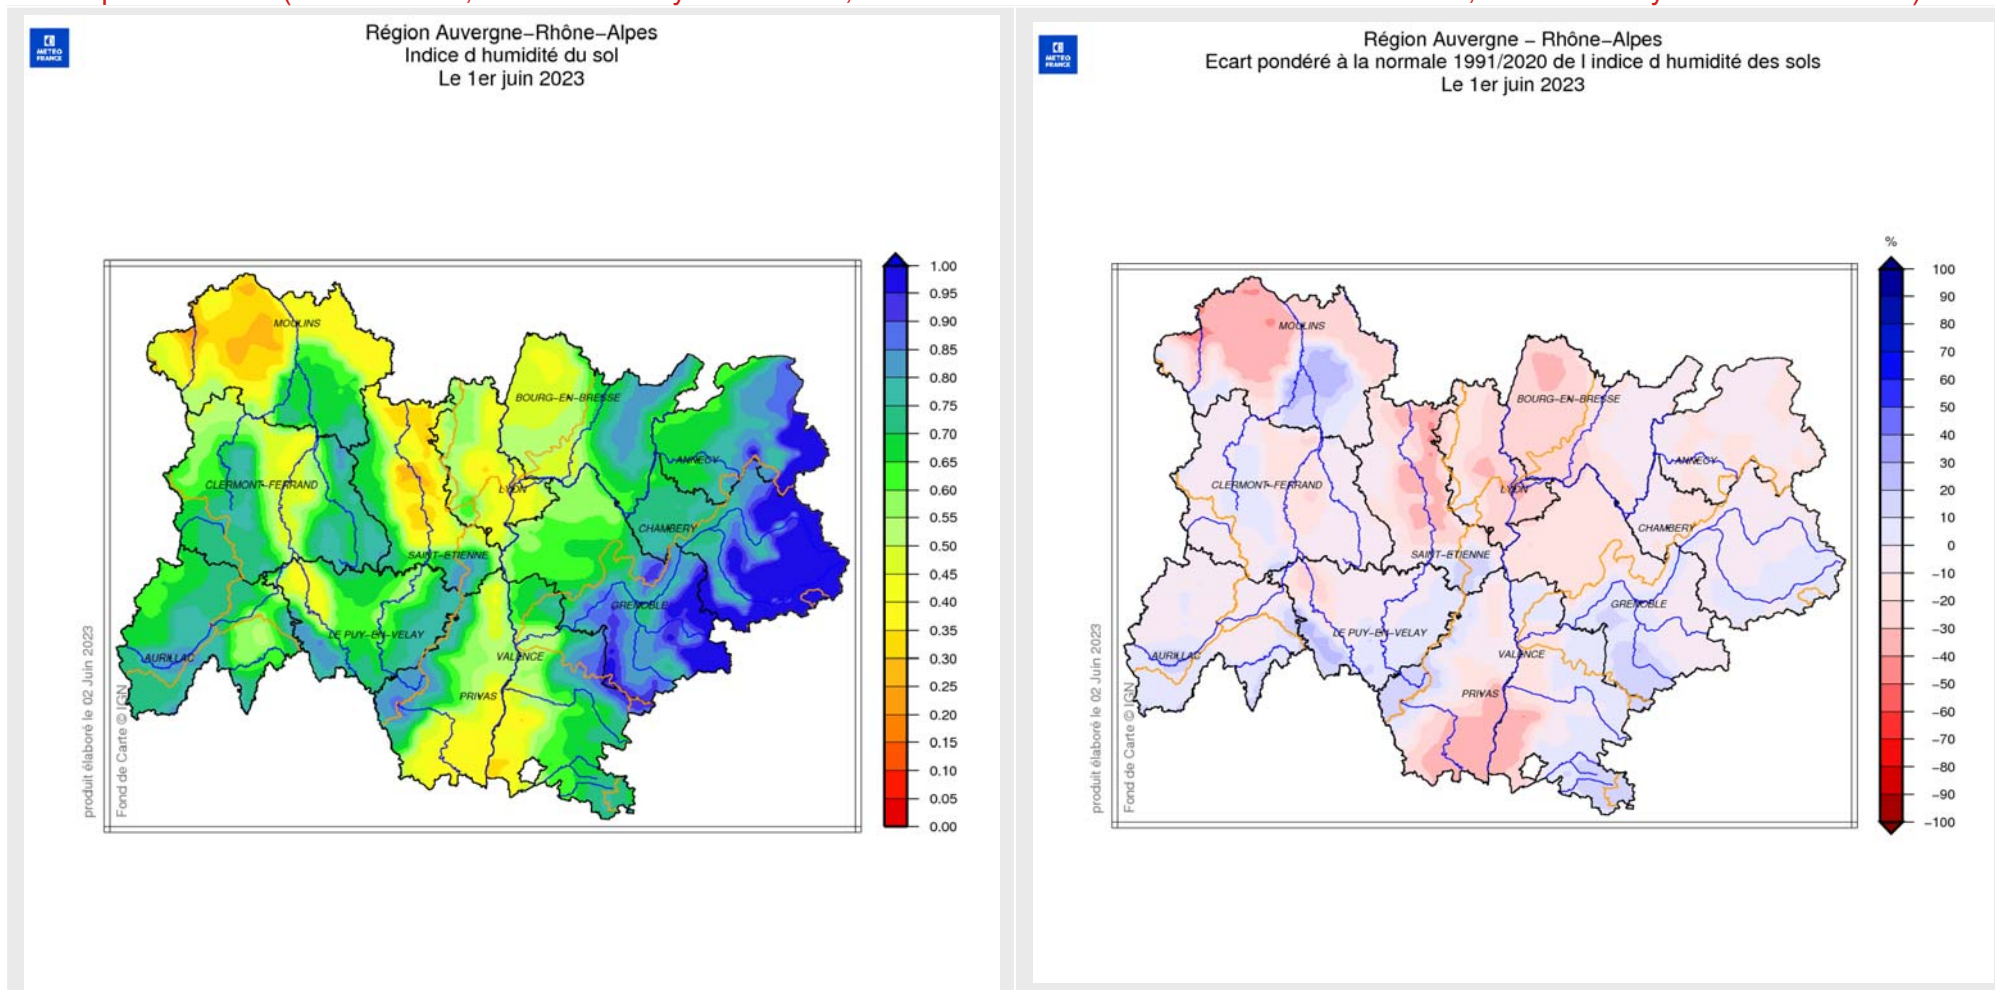 METEO
FRANCE
Région Auvergne−Rhône−Alpes
Indice d humidité du sol
Le 1er juin 2023
MOULINS
BOURG−EN−BRESSE
ANNECY
CLERMONT−FERRAND
LYON
CHAMBERY
SAINT−ETIENNE
GRENOBLE
LE PUY−EN−VELAY
AURILLAC
VALENCE
PRIVAS
1.00
0.95
0.90
0.85
0.80
0.75
0.70
0.65
0.60
0.55
0.50
0.45
0.40
0.35
0.30
0.25
0.20
0.15
0.10
0.05
0.00
produit élaboré le 02 Juin 2023
Fond de Carte © IGN
METEO
FRANCE
Région Auvergne − Rhône−Alpes
Ecart pondéré à la normale 1991/2020 de l indice d humidité des sols
Le 1er juin 2023
MOULINS
BOURG−EN−BRESSE
ANNECY
CLERMONT−FERRAND
LYON
CHAMBERY
SAINT−ETIENNE
GRENOBLE
LE PUY−EN−VELAY
AURILLAC
VALENCE
PRIVAS
%
100
90
80
70
60
50
40
30
20
10
0
−10
−20
−30
−40
−50
−60
−70
−80
−90
−100
produit élaboré le 02 Juin 2023
Fond de Carte © IGN